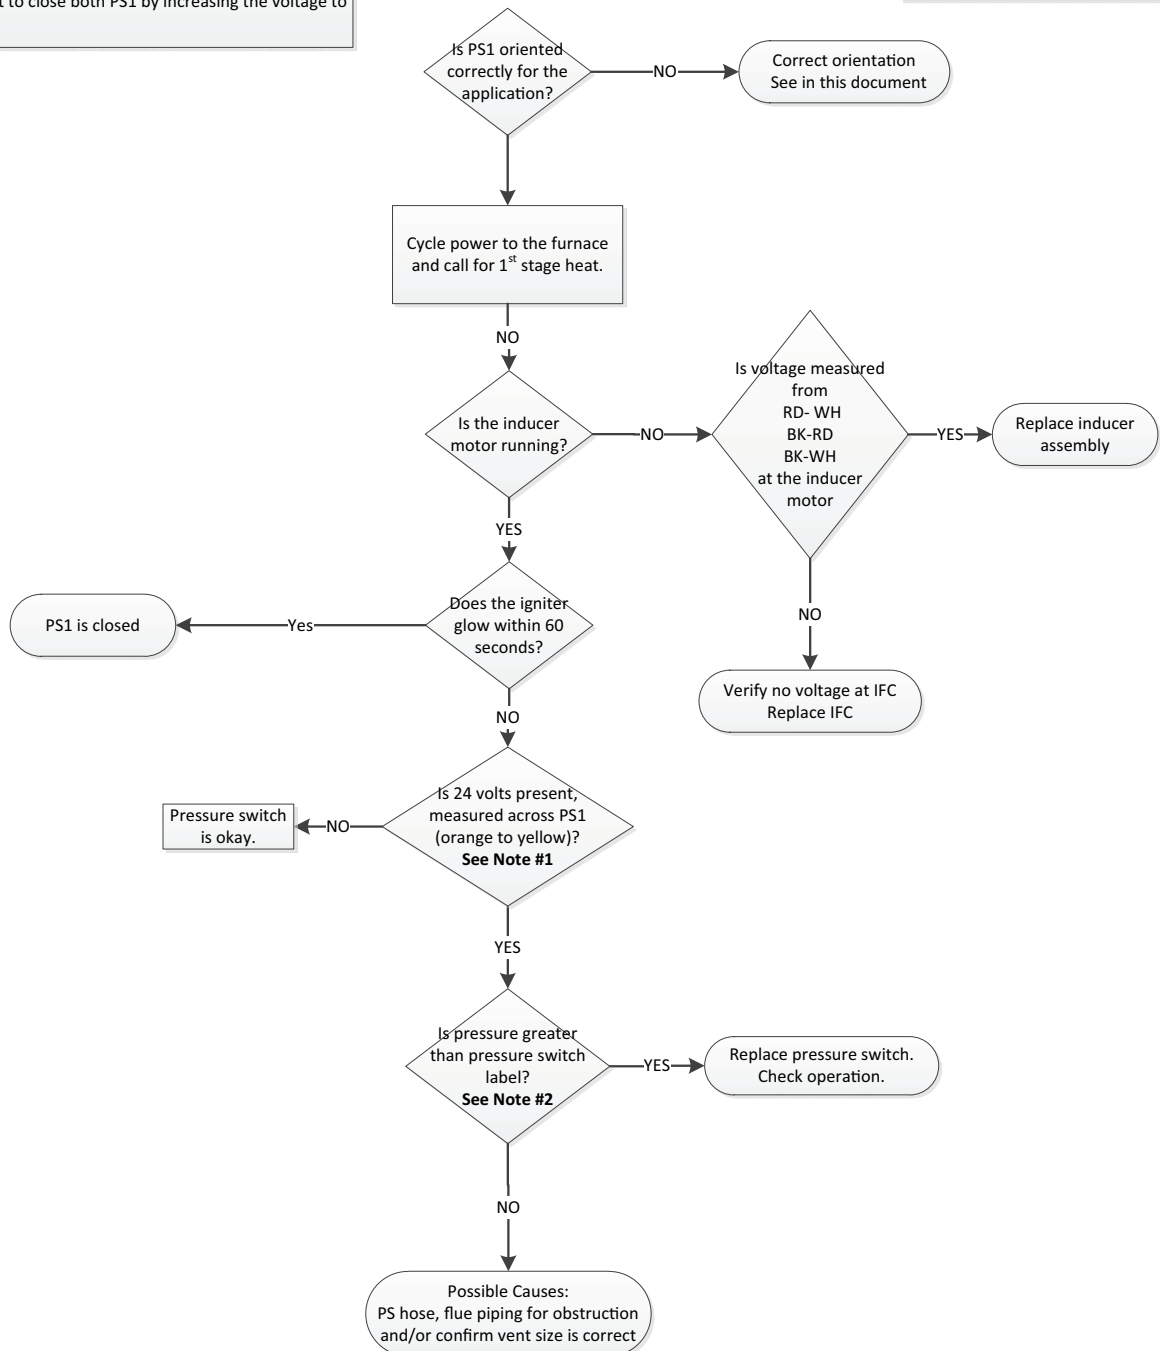 t to close both PS1 by increasing the voltage to
Is PS1 oriented
correctly for the
application?
NO
Correct orientation
See in this document
Cycle power to the furnace
and call for 1st stage heat.
NO
Is the inducer
motor running?
NO
Is voltage measured
from
RD- WH
BK-RD
BK-WH
at the inducer
motor
YES
Replace inducer
assembly
NO
Verify no voltage at IFC
Replace IFC
YES
Does the igniter
glow within 60
seconds?
Yes
PS1 is closed
NO
Is 24 volts present,
measured across PS1
(orange to yellow)?
See Note #1
NO
Pressure switch
is okay.
YES
Is pressure greater
than pressure switch
label?
See Note #2
YES
Replace pressure switch.
Check operation.
NO
Possible Causes:
PS hose, flue piping for obstruction
and/or confirm vent size is correct